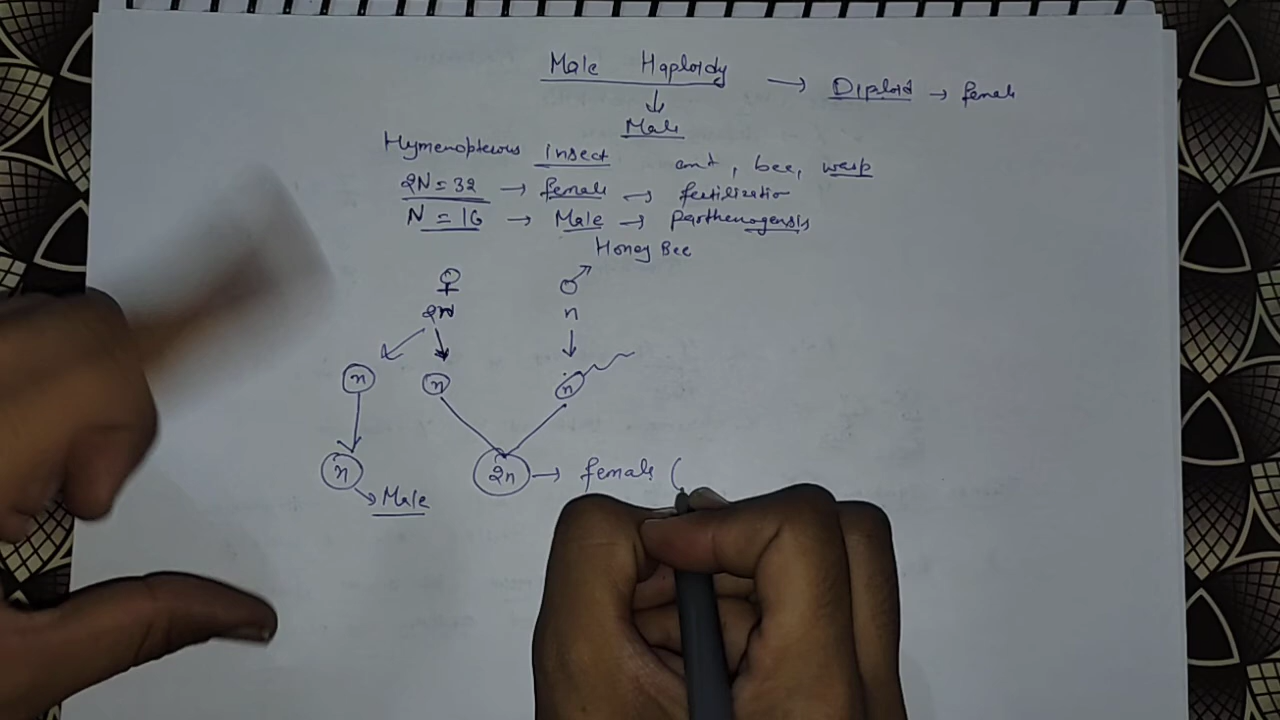 Male Haploidy → Diploid → female
↓
Male
Hymenopterous insect ant, bee, wasp
2N = 32 → female → fertilization
N = 16 → Male → parthenogensis
Honey Bee
♀ ♂
2N n
n n n
n 2n → female (
Male